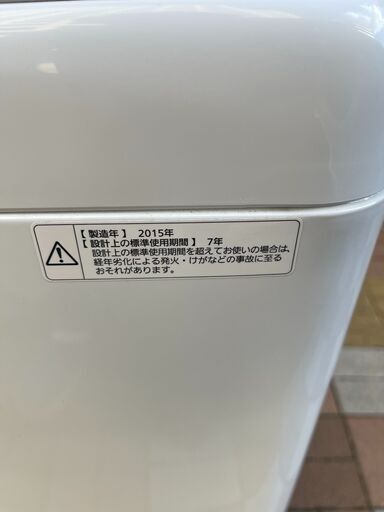 【 製造年 】 2015年
【 設計上の標準使用期間 】 7年
設計上の標準使用期間を超えてお使いの場合は、
経年劣化による発火・けがなどの事故に至る
おそれがあります。